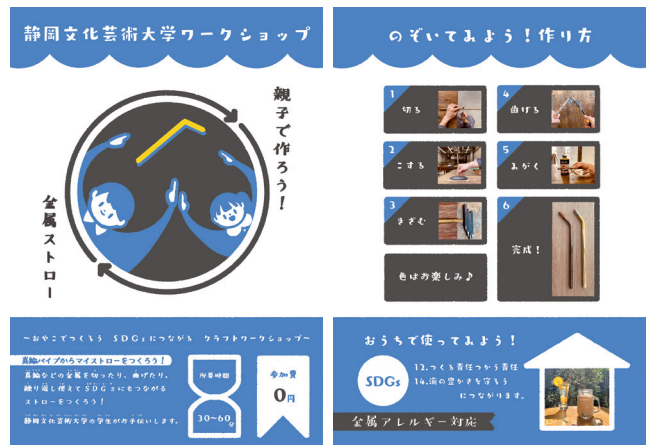 静岡文化芸術大学ワークショップ
親子で作ろう！
金属ストロー
〜おやこでつくろう SDGsにつながる クラフトワークショップ〜
真鍮パイプからマイストローをつくろう！
真鍮などの金属を切ったり、曲げたり、
繰り返し使えてSDGsにもつながる
ストローをつくろう！
静岡文化芸術大学の学生がお手伝いします。
所要時間
30〜60分
参加費
0円
のぞいてみよう！作り方
1
切る
2
こする
3
きざむ
4
曲げる
5
みがく
6
完成！
色はお楽しみ♪
おうちで使ってみよう！
SDGs
12.つくる責任つかう責任
14.海の豊かさを守ろう
につながります。
金属アレルギー対応